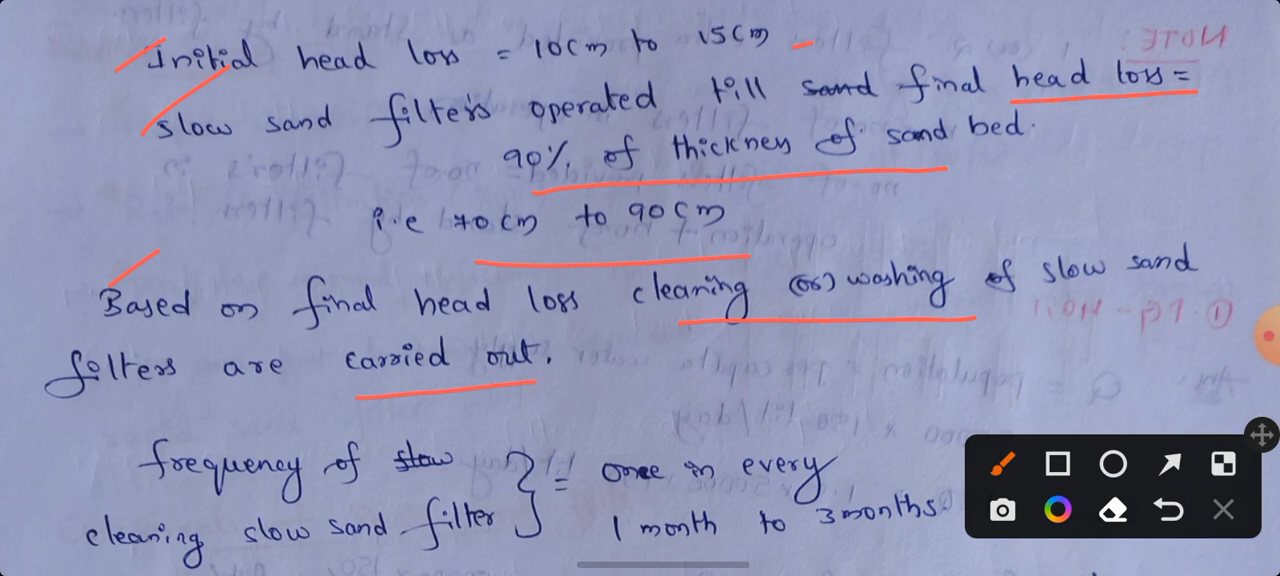 Initial head loss = 10cm to 15cm
slow sand filters operated till sand final head loss =
90% of thickness of sand bed.
i.e 70cm to 90cm
Based on final head loss cleaning (or) washing of slow sand
filters are carried out.
frequency of slow } = once in every
cleaning slow sand filter } 1 month to 3 months